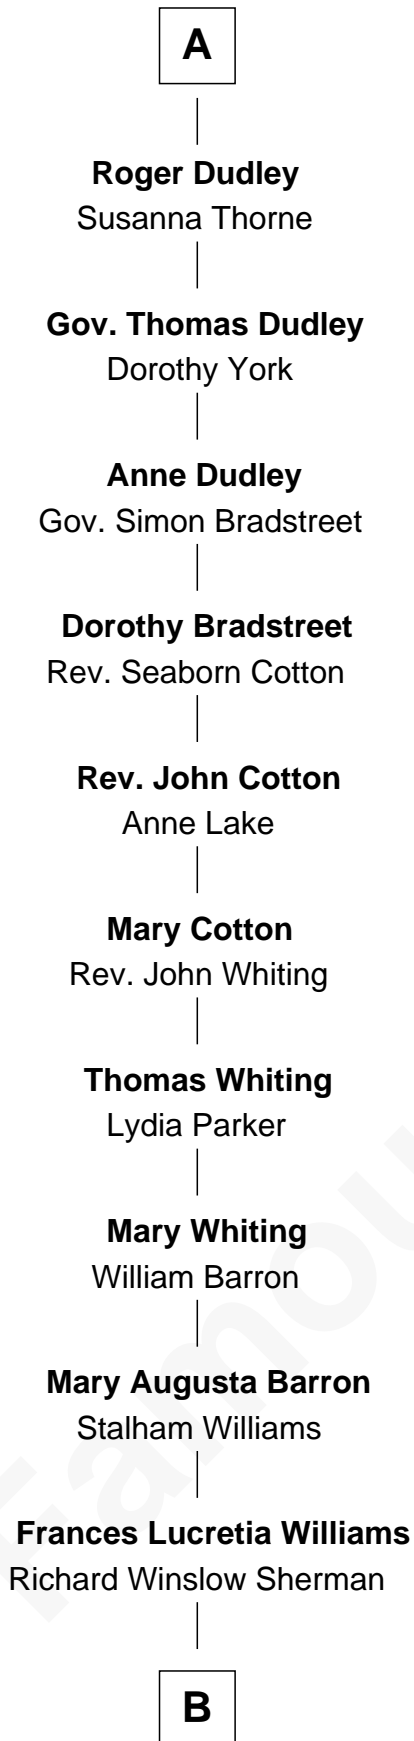 A
Roger Dudley
Susanna Thorne
Gov. Thomas Dudley
Dorothy York
Anne Dudley
Gov. Simon Bradstreet
Dorothy Bradstreet
Rev. Seaborn Cotton
Rev. John Cotton
Anne Lake
Mary Cotton
Rev. John Whiting
Thomas Whiting
Lydia Parker
Mary Whiting
William Barron
Mary Augusta Barron
Stalham Williams
Frances Lucretia Williams
Richard Winslow Sherman
B
Famou